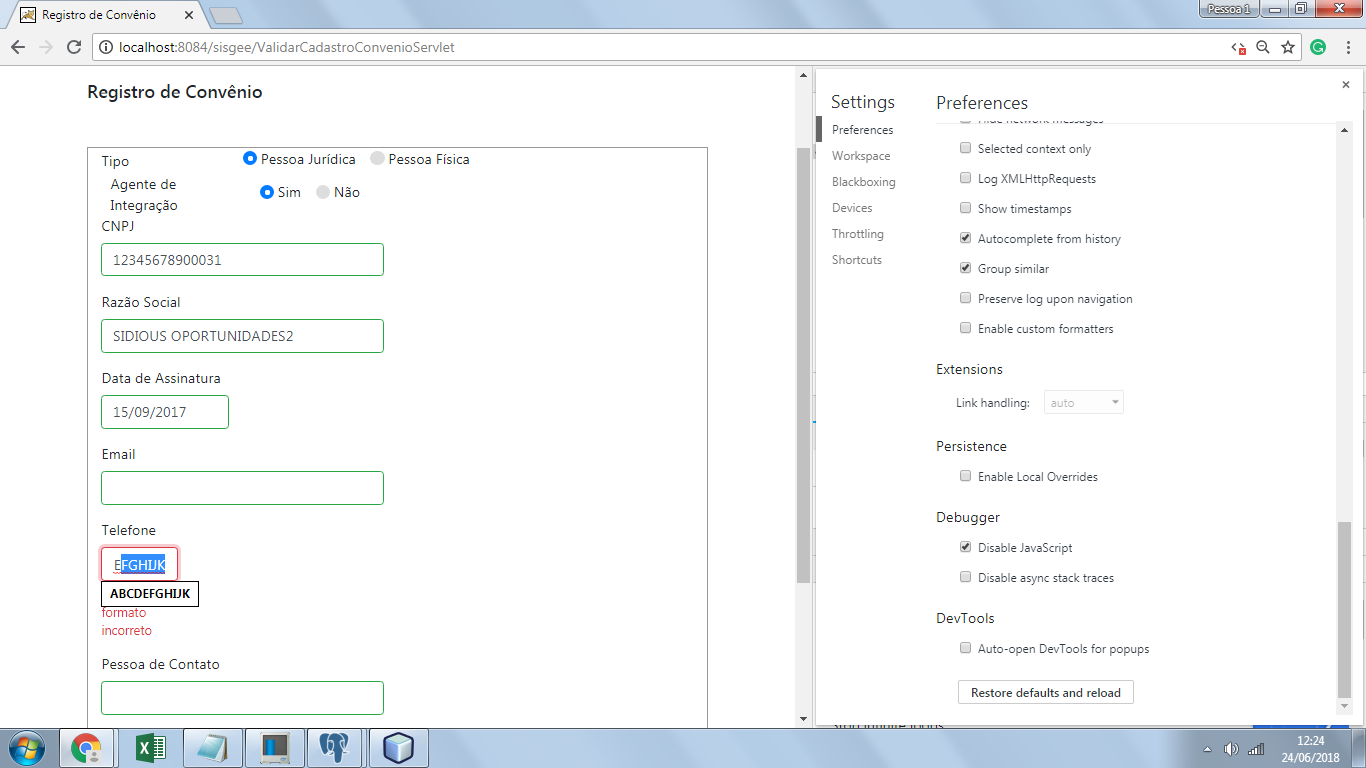 Registro de Convênio
Pessoa 1
localhost:8084/sisgee/ValidarCadastroConvenioServlet
Registro de Convênio
Tipo
Pessoa Jurídica
Pessoa Física
Agente de
Integração
Sim
Não
CNPJ
12345678900031
Razão Social
SIDIOUS OPORTUNIDADES2
Data de Assinatura
15/09/2017
Email
Telefone
EFGHIJK
ABCDEFGHIJK
formato
incorreto
Pessoa de Contato
Settings
Preferences
Workspace
Blackboxing
Devices
Throttling
Shortcuts
Preferences
Hide network messages
Selected context only
Log XMLHttpRequests
Show timestamps
Autocomplete from history
Group similar
Preserve log upon navigation
Enable custom formatters
Extensions
Link handling:
auto
Persistence
Enable Local Overrides
Debugger
Disable JavaScript
Disable async stack traces
DevTools
Auto-open DevTools for popups
Restore defaults and reload
12:24
24/06/2018